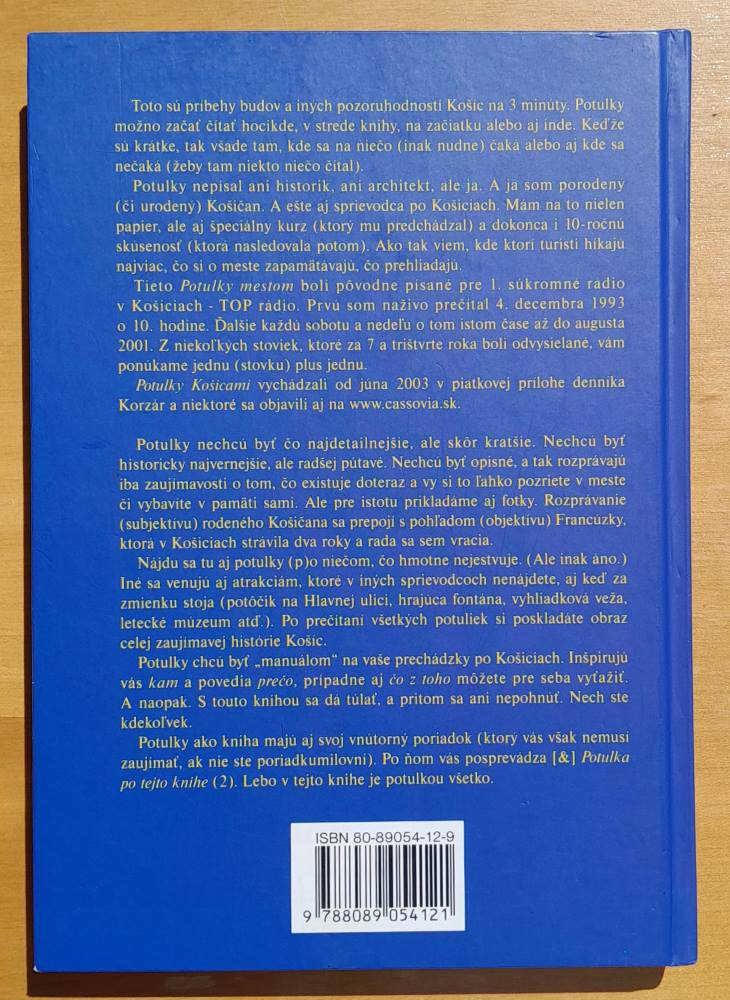 Toto sú príbehy budov a iných pozoruhodností Košíc na 3 minúty. Potulky
možno začať čítať hocikde, v strede knihy, na začiatku alebo aj inde. Keďže
sú krátke, tak všade tam, kde sa na niečo (inak nudne) čaká alebo aj kde sa
nečaká (žeby tam niekto niečo čítal).
Potulky nepísal ani historik, ani architekt, ale ja. A ja som porodený
(či urodený) Košičan. A ešte aj sprievodca po Košiciach. Mám na to nielen
papier, ale aj špeciálny kurz (ktorý mu predchádzal) a dokonca i 10-ročnú
skúsenosť (ktorá nasledovala potom). Ako tak viem, kde ktorí turisti híkajú
najviac, čo si o meste zapamätávajú, čo prehliadajú.
Tieto Potulky mestom boli pôvodne písané pre 1. súkromné rádio
v Košiciach - TOP rádio. Prvú som naživo prečítal 4. decembra 1993
o 10. hodine. Ďalšie každú sobotu a nedeľu o tom istom čase až do augusta
2001. Z niekoľkých stoviek, ktoré za 7 a trištvrte roka boli odvysielané, vám
ponúkame jednu (stovku) plus jednu.
Potulky Košicami vychádzali od júna 2003 v piatkovej prílohe denníka
Korzár a niektoré sa objavili aj na www.cassovia.sk.
Potulky nechcú byť čo najdetailnejšie, ale skôr kratšie. Nechcú byť
historicky najvernejšie, ale radšej pútavé. Nechcú byť opisné, a tak rozprávajú
iba zaujímavosti o tom, čo existuje doteraz a vy si to ľahko pozriete v meste
či vybavíte v pamäti sami. Ale pre istotu prikladáme aj fotky. Rozprávanie
(subjektívu) rodeného Košičana sa prepojí s pohľadom (objektívu) Francúzky,
ktorá v Košiciach strávila dva roky a rada sa sem vracia.
Nájdu sa tu aj potulky (p)o niečom, čo hmotne nejestvuje. (Ale inak áno.)
Iné sa venujú aj atrakciám, ktoré v iných sprievodcoch nenájdete, aj keď za
zmienku stoja (potôčik na Hlavnej ulici, hrajúca fontána, vyhliadková veža,
letecké múzeum atď.). Po prečítaní všetkých potuliek si poskladáte obraz
celej zaujímavej histórie Košíc.
Potulky chcú byť „manuálom“ na vaše prechádzky po Košiciach. Inšpirujú
vás kam a povedia prečo, prípadne aj čo z toho môžete pre seba vyťažiť.
A naopak. S touto knihou sa dá túlať, a pritom sa ani nepohnúť. Nech ste
kdekoľvek.
Potulky ako kniha majú aj svoj vnútorný poriadok (ktorý vás však nemusí
zaujímať, ak nie ste poriadkumilovní). Po ňom vás posprevádza [&] Potulka
po tejto knihe (2). Lebo v tejto knihe je potulkou všetko.
ISBN 80-89054-12-9
9 788089 054121